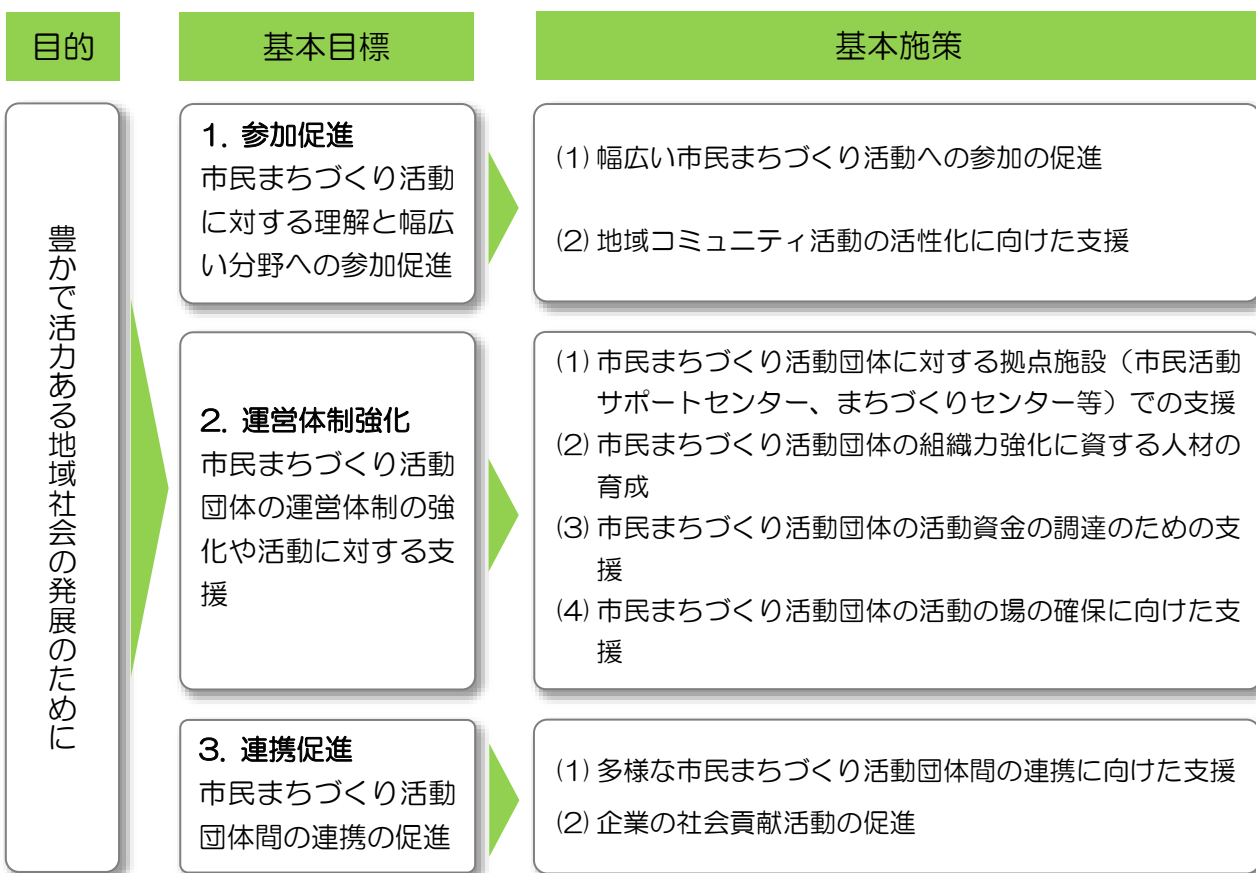 目的
基本目標
基本施策
豊かで活力ある地域社会の発展のために
1. 参加促進
市民まちづくり活動
に対する理解と幅広
い分野への参加促進
(1) 幅広い市民まちづくり活動への参加の促進
(2) 地域コミュニティ活動の活性化に向けた支援
2. 運営体制強化
市民まちづくり活動
団体の運営体制の強
化や活動に対する支
援
(1) 市民まちづくり活動団体に対する拠点施設（市民活動
サポートセンター、まちづくりセンター等）での支援
(2) 市民まちづくり活動団体の組織力強化に資する人材の
育成
(3) 市民まちづくり活動団体の活動資金の調達のための支
援
(4) 市民まちづくり活動団体の活動の場の確保に向けた支
援
3. 連携促進
市民まちづくり活動
団体間の連携の促進
(1) 多様な市民まちづくり活動団体間の連携に向けた支援
(2) 企業の社会貢献活動の促進